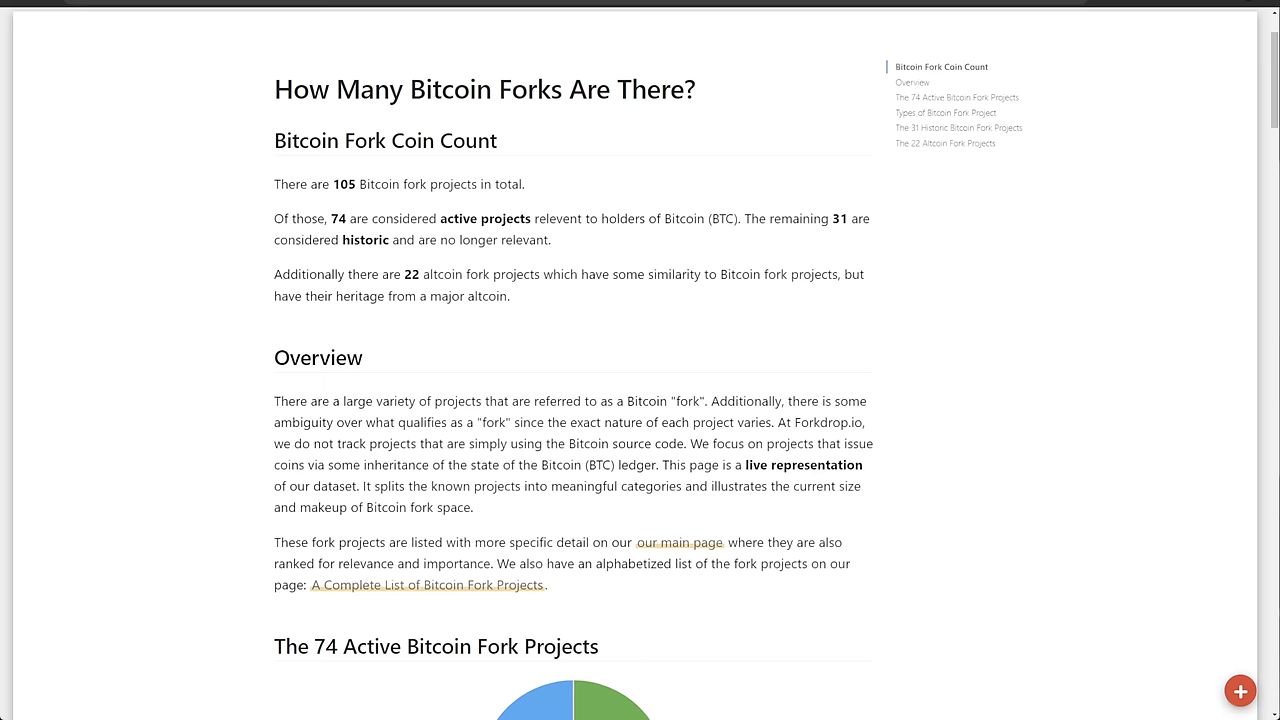 How Many Bitcoin Forks Are There?
Bitcoin Fork Coin Count
There are 105 Bitcoin fork projects in total.
Of those, 74 are considered active projects relevent to holders of Bitcoin (BTC). The remaining 31 are
considered historic and are no longer relevant.
Additionally there are 22 altcoin fork projects which have some similarity to Bitcoin fork projects, but
have their heritage from a major altcoin.
Overview
There are a large variety of projects that are referred to as a Bitcoin "fork". Additionally, there is some
ambiguity over what qualifies as a "fork" since the exact nature of each project varies. At Forkdrop.io,
we do not track projects that are simply using the Bitcoin source code. We focus on projects that issue
coins via some inheritance of the state of the Bitcoin (BTC) ledger. This page is a live representation
of our dataset. It splits the known projects into meaningful categories and illustrates the current size
and makeup of Bitcoin fork space.
These fork projects are listed with more specific detail on our our main page where they are also
ranked for relevance and importance. We also have an alphabetized list of the fork projects on our
page: A Complete List of Bitcoin Fork Projects.
The 74 Active Bitcoin Fork Projects
Bitcoin Fork Coin Count
Overview
The 74 Active Bitcoin Fork Projects
Types of Bitcoin Fork Project
The 31 Historic Bitcoin Fork Projects
The 22 Altcoin Fork Projects